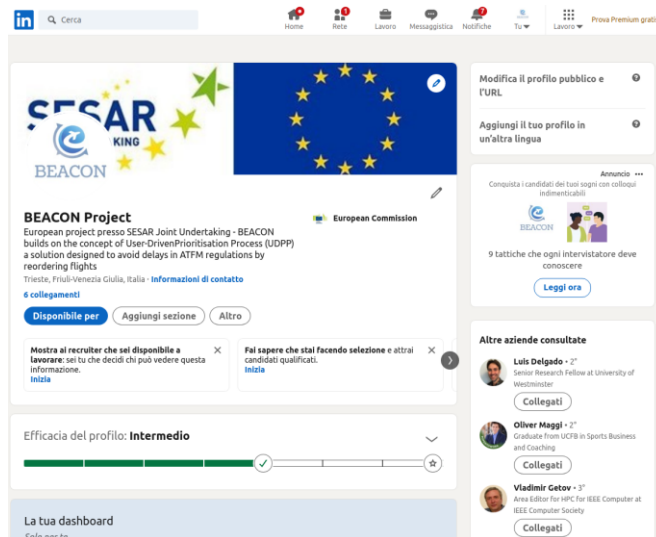 in
Cerca
Home
Rete
Lavoro
Messaggistica
Notifiche
Tu
Lavoro
Prova Premium grati
SESAR
KING
BEACON
BEACON Project
European Commission
European project presso SESAR Joint Undertaking - BEACON
builds on the concept of User-DrivenPrioritisation Process (UDPP)
a solution designed to avoid delays in ATFM regulations by
reordering flights
Trieste, Friuli-Venezia Giulia, Italia · Informazioni di contatto
6 collegamenti
Disponibile per
Aggiungi sezione
Altro
Mostra ai recruiter che sei disponibile a
lavorare: sei tu che decidi chi può vedere questa
informazione.
Inizia
Fai sapere che stai facendo selezione e attrai
candidati qualificati.
Inizia
Efficacia del profilo: Intermedio
La tua dashboard
Solo per te
Modifica il profilo pubblico e
l'URL
Aggiungi il tuo profilo in
un'altra lingua
Annuncio
Conquista i candidati dei tuoi sogni con colloqui
indimenticabili
BEACON
9 tattiche che ogni intervistatore deve
conoscere
Leggi ora
Altre aziende consultate
Luis Delgado • 2°
Senior Research Fellow at University of
Westminster
Collegati
Oliver Maggi • 2°
Graduate from UCFB in Sports Business
and Coaching
Collegati
Vladimir Getov • 3°
Area Editor for HPC for IEEE Computer at
IEEE Computer Society
Collegati